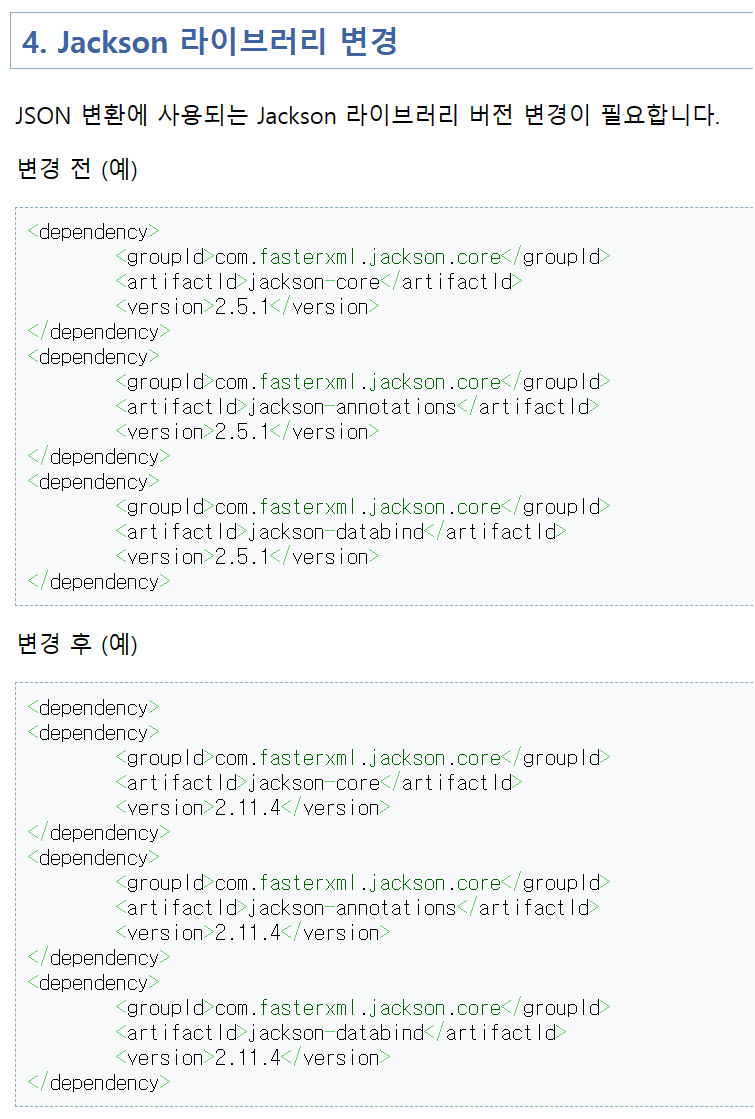 4. Jackson 라이브러리 변경
JSON 변환에 사용되는 Jackson 라이브러리 버전 변경이 필요합니다.
변경 전 (예)
<dependency>
        <groupId>com.fasterxml.jackson.core</groupId>
        <artifactId>jackson-core</artifactId>
        <version>2.5.1</version>
</dependency>
<dependency>
        <groupId>com.fasterxml.jackson.core</groupId>
        <artifactId>jackson-annotations</artifactId>
        <version>2.5.1</version>
</dependency>
<dependency>
        <groupId>com.fasterxml.jackson.core</groupId>
        <artifactId>jackson-databind</artifactId>
        <version>2.5.1</version>
</dependency>
변경 후 (예)
<dependency>
<dependency>
        <groupId>com.fasterxml.jackson.core</groupId>
        <artifactId>jackson-core</artifactId>
        <version>2.11.4</version>
</dependency>
<dependency>
        <groupId>com.fasterxml.jackson.core</groupId>
        <artifactId>jackson-annotations</artifactId>
        <version>2.11.4</version>
</dependency>
<dependency>
        <groupId>com.fasterxml.jackson.core</groupId>
        <artifactId>jackson-databind</artifactId>
        <version>2.11.4</version>
</dependency>